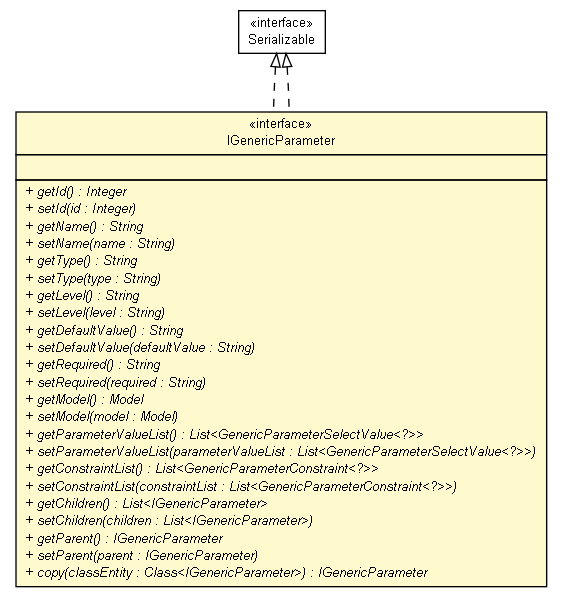 «interface»
Serializable
«interface»
IGenericParameter
+ getId() : Integer
+ setId(id : Integer)
+ getName() : String
+ setName(name : String)
+ getType() : String
+ setType(type : String)
+ getLevel() : String
+ setLevel(level : String)
+ getDefaultValue() : String
+ setDefaultValue(defaultValue : String)
+ getRequired() : String
+ setRequired(required : String)
+ getModel() : Model
+ setModel(model : Model)
+ getParameterValueList() : List<GenericParameterSelectValue<?>>
+ setParameterValueList(parameterValueList : List<GenericParameterSelectValue<?>>)
+ getConstraintList() : List<GenericParameterConstraint<?>>
+ setConstraintList(constraintList : List<GenericParameterConstraint<?>>)
+ getChildren() : List<IGenericParameter>
+ setChildren(children : List<IGenericParameter>)
+ getParent() : IGenericParameter
+ setParent(parent : IGenericParameter)
+ copy(classEntity : Class<IGenericParameter>) : IGenericParameter